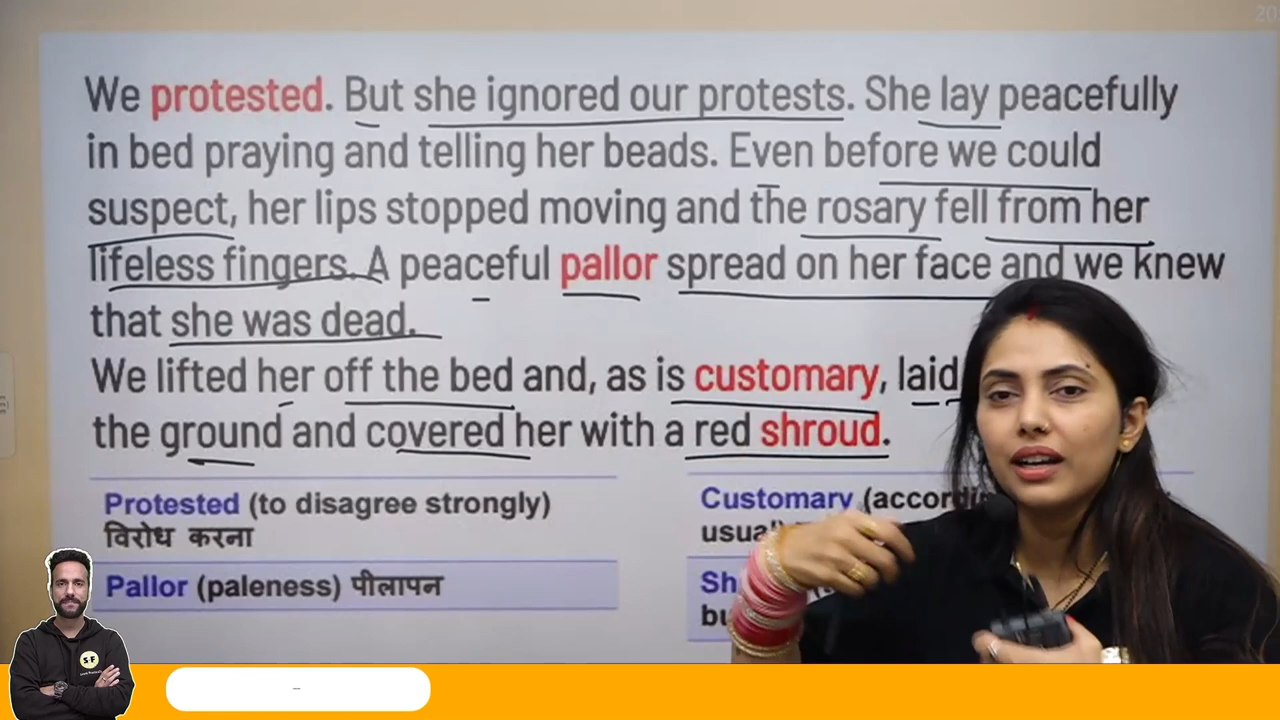 We protested. But she ignored our protests. She lay peacefully
in bed praying and telling her beads. Even before we could
suspect, her lips stopped moving and the rosary fell from her
lifeless fingers. A peaceful pallor spread on her face and we knew
that she was dead.
We lifted her off the bed and, as is customary, laid
the ground and covered her with a red shroud.
Protested (to disagree strongly)
विरोध करना
Customary
Pallor (paleness) पीलापन
SF